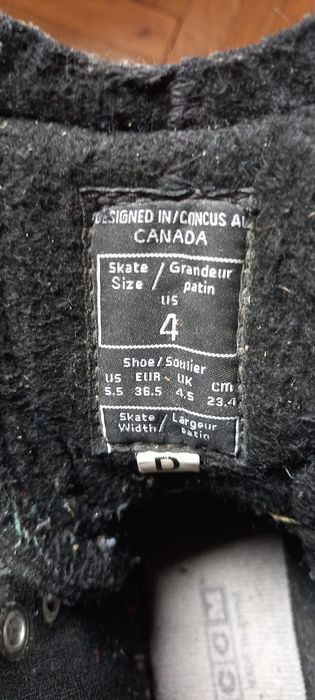 DESIGNED IN/CONCUS AU
CANADA
Skate / Grandeur
Size / patin
US
4
Shoe/Soulier
US EUR UK cm
5.5 36.5 4.5 23.4
Skate / Largeur
Width / patin
D
CCM